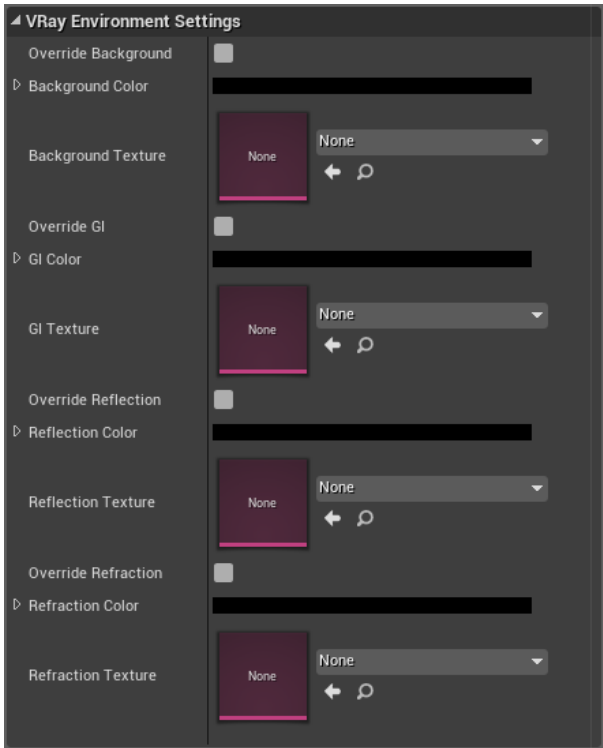 VRay Environment Settings
Override Background
Background Color
Background Texture
None
None
Override GI
GI Color
GI Texture
None
None
Override Reflection
Reflection Color
Reflection Texture
None
None
Override Refraction
Refraction Color
Refraction Texture
None
None